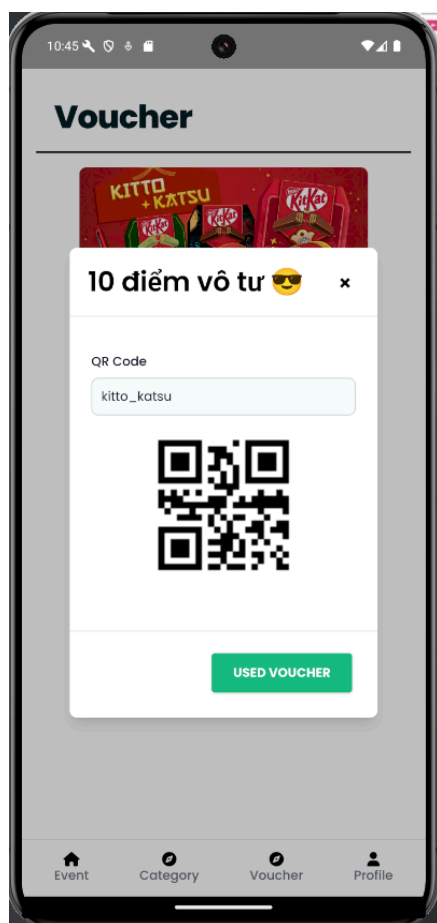 10:45
Voucher
KITTO
+ KATSU
KitKat
KitKat
KitKat
10 điểm vô tư 😎 ×
QR Code
kitto_katsu
USED VOUCHER
Event Category Voucher Profile